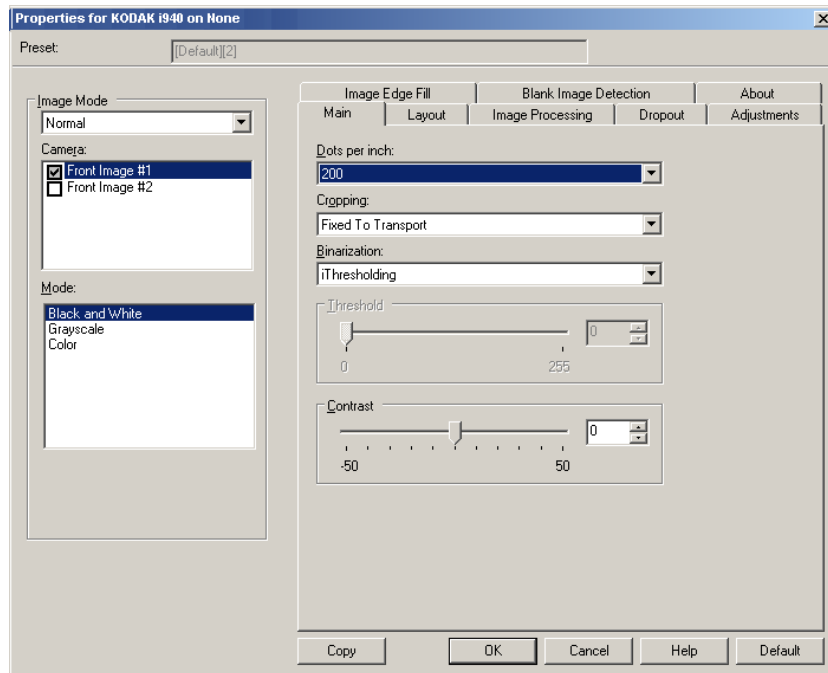 Properties for KODAK i940 on None
Preset:
[Default][2]
Image Mode
Normal
Camera:
Front Image #1
Front Image #2
Mode:
Black and White
Grayscale
Color
Image Edge Fill
Blank Image Detection
About
Main
Layout
Image Processing
Dropout
Adjustments
Dots per inch:
200
Cropping:
Fixed To Transport
Binarization:
iThresholding
Threshold
0
0
255
Contrast
0
-50
50
Copy
OK
Cancel
Help
Default